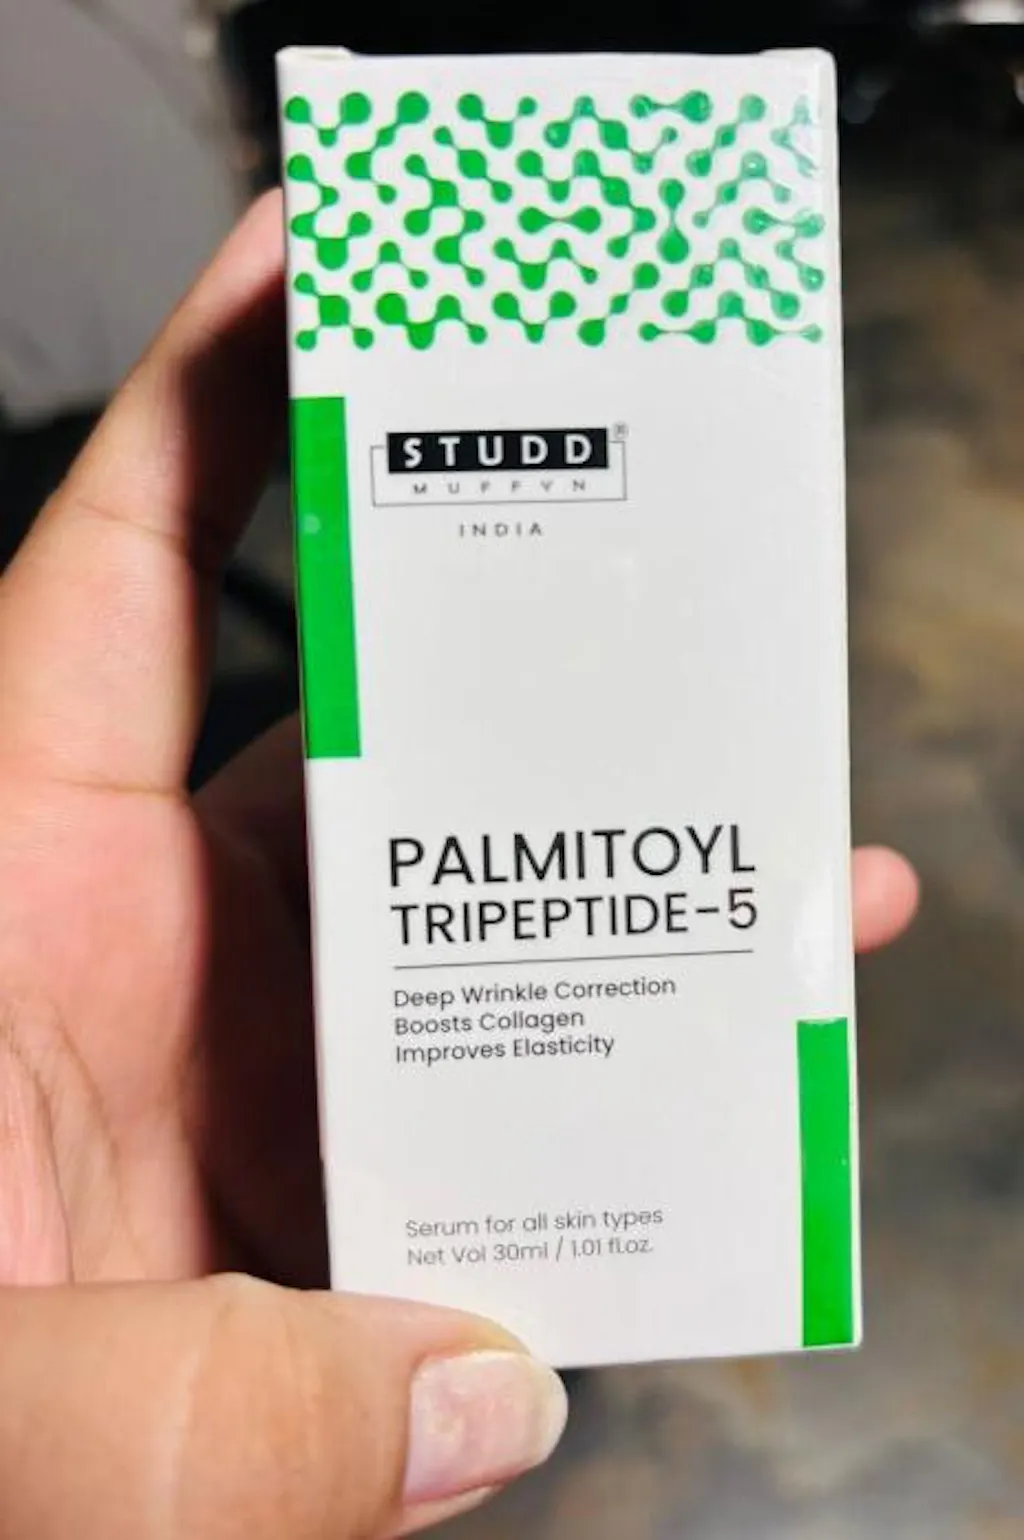 STUDD®
MUFFYN
INDIA
PALMITOYL
TRIPEPTIDE-5
Deep Wrinkle Correction
Boosts Collagen
Improves Elasticity
Serum for all skin types
Net Vol 30ml / 1.01 fl.oz.